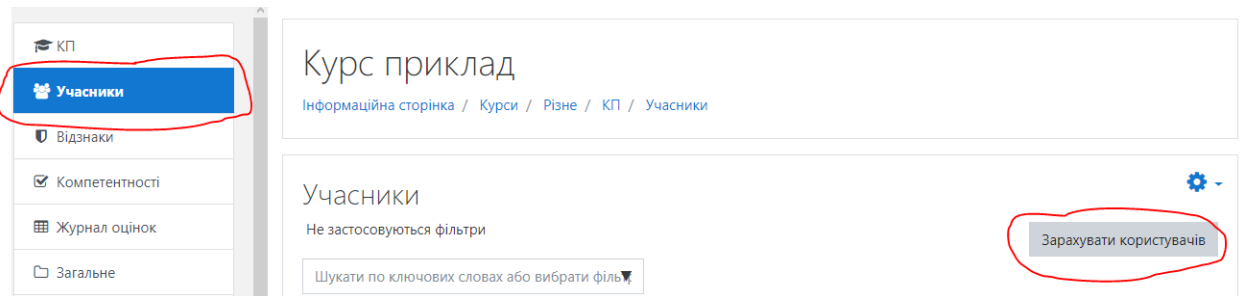 КП
Учасники
Відзнаки
Компетентності
Журнал оцінок
Загальне
Курс приклад
Інформаційна сторінка / Курси / Різне / КП / Учасники
Учасники
Не застосовуються фільтри
Зарахувати користувачів
Шукати по ключових словах або вибрати фільт